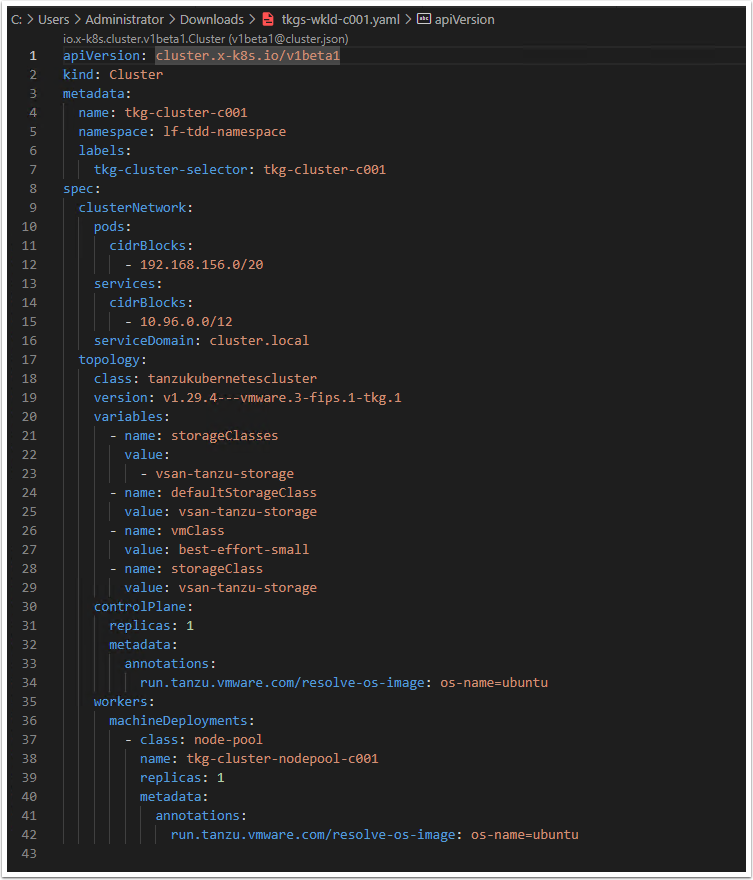 C: > Users > Administrator > Downloads > tkgs-wkld-c001.yaml > abc apiVersion
io.x-k8s.cluster.v1beta1.Cluster (v1beta1@cluster.json)
1 apiVersion: cluster.x-k8s.io/v1beta1
2 kind: Cluster
3 metadata:
4   name: tkg-cluster-c001
5   namespace: lf-tdd-namespace
6   labels:
7     tkg-cluster-selector: tkg-cluster-c001
8 spec:
9   clusterNetwork:
10     pods:
11       cidrBlocks:
12         - 192.168.156.0/20
13     services:
14       cidrBlocks:
15         - 10.96.0.0/12
16     serviceDomain: cluster.local
17   topology:
18     class: tanzukubernetescluster
19     version: v1.29.4---vmware.3-fips.1-tkg.1
20     variables:
21       - name: storageClasses
22         value:
23           - vsan-tanzu-storage
24       - name: defaultStorageClass
25         value: vsan-tanzu-storage
26       - name: vmClass
27         value: best-effort-small
28       - name: storageClass
29         value: vsan-tanzu-storage
30     controlPlane:
31       replicas: 1
32       metadata:
33         annotations:
34           run.tanzu.vmware.com/resolve-os-image: os-name=ubuntu
35     workers:
36       machineDeployments:
37         - class: node-pool
38           name: tkg-cluster-nodepool-c001
39           replicas: 1
40           metadata:
41             annotations:
42               run.tanzu.vmware.com/resolve-os-image: os-name=ubuntu
43